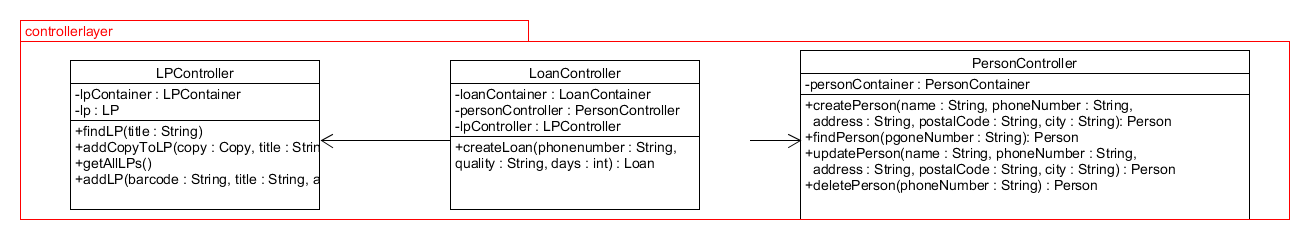 controllerlayer
LPController
-lpContainer : LPContainer
-lp : LP
+findLP(title : String)
+addCopyToLP(copy : Copy, title : Strin
+getAllLPs()
+addLP(barcode : String, title : String, a
LoanController
-loanContainer : LoanContainer
-personController : PersonController
-lpController : LPController
+createLoan(phonenumber : String,
quality : String, days : int) : Loan
PersonController
-personContainer : PersonContainer
+createPerson(name : String, phoneNumber : String,
address : String, postalCode : String, city : String): Person
+findPerson(pgoneNumber : String): Person
+updatePerson(name : String, phoneNumber : String,
address : String, postalCode : String, city : String) : Person
+deletePerson(phoneNumber : String) : Person